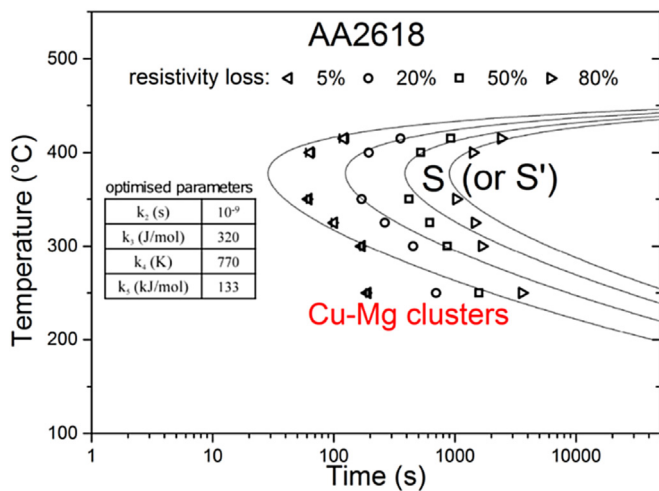 AA2618
resistivity loss: 5% 20% 50% 80%
500
400
300
200
100
Temperature (°C)
optimised parameters
k₂ (s) 10⁻⁹
k₃ (J/mol) 320
k₄ (K) 770
k₅ (kJ/mol) 133
S (or S')
Cu-Mg clusters
1 10 100 1000 10000
Time (s)